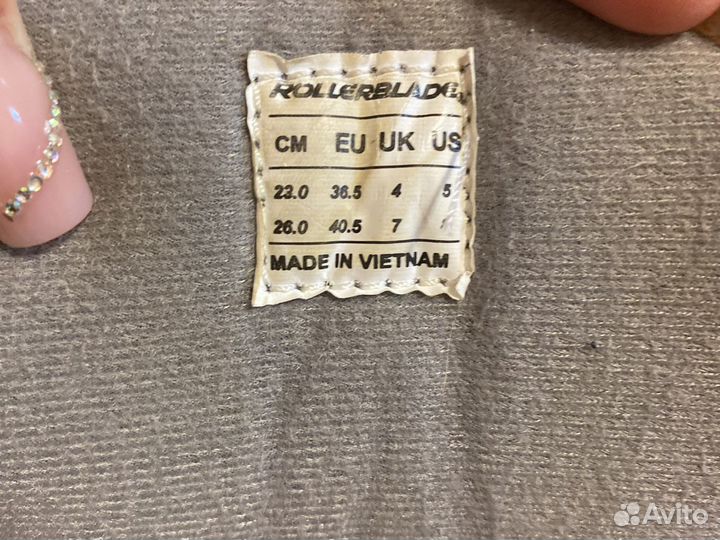 ROLLERBLADE
CM EU UK US
23.0 36.5 4 5
26.0 40.5 7
MADE IN VIETNAM
Avito